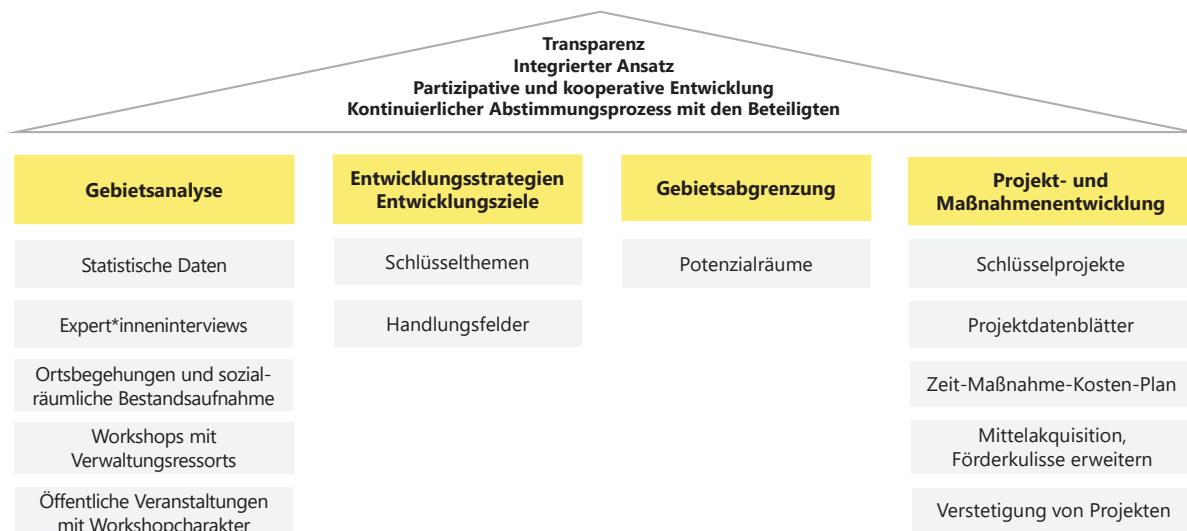 Transparenz
Integrierter Ansatz
Partizipative und kooperative Entwicklung
Kontinuierlicher Abstimmungsprozess mit den Beteiligten
Gebietsanalyse
Statistische Daten
Expert*inneninterviews
Ortsbegehungen und sozial-
räumliche Bestandsaufnahme
Workshops mit
Verwaltungsressorts
Öffentliche Veranstaltungen
mit Workshopcharakter
Entwicklungsstrategien
Entwicklungsziele
Schlüsselthemen
Handlungsfelder
Gebietsabgrenzung
Potenzialräume
Projekt- und
Maßnahmenentwicklung
Schlüsselprojekte
Projektdatenblätter
Zeit-Maßnahme-Kosten-Plan
Mittelakquisition,
Förderkulisse erweitern
Verstetigung von Projekten